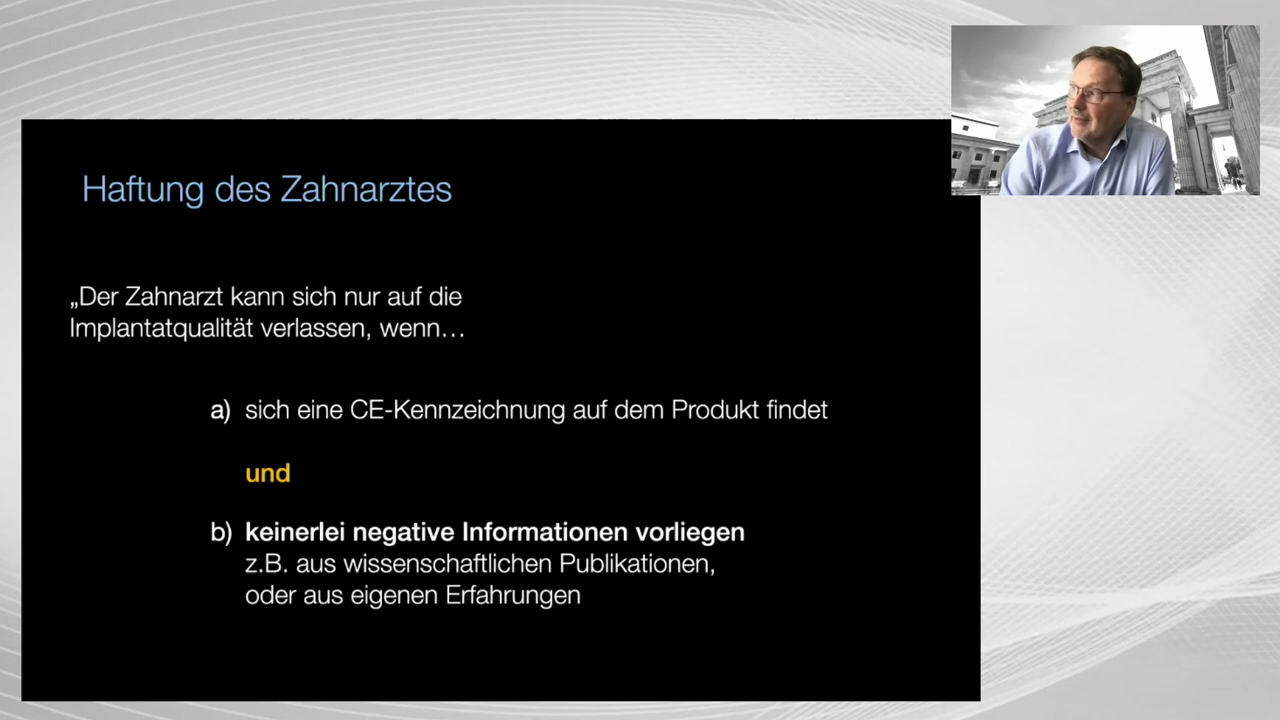 Haftung des Zahnarztes
„Der Zahnarzt kann sich nur auf die
Implantatqualität verlassen, wenn…
a) sich eine CE-Kennzeichnung auf dem Produkt findet
und
b) keinerlei negative Informationen vorliegen
z.B. aus wissenschaftlichen Publikationen,
oder aus eigenen Erfahrungen